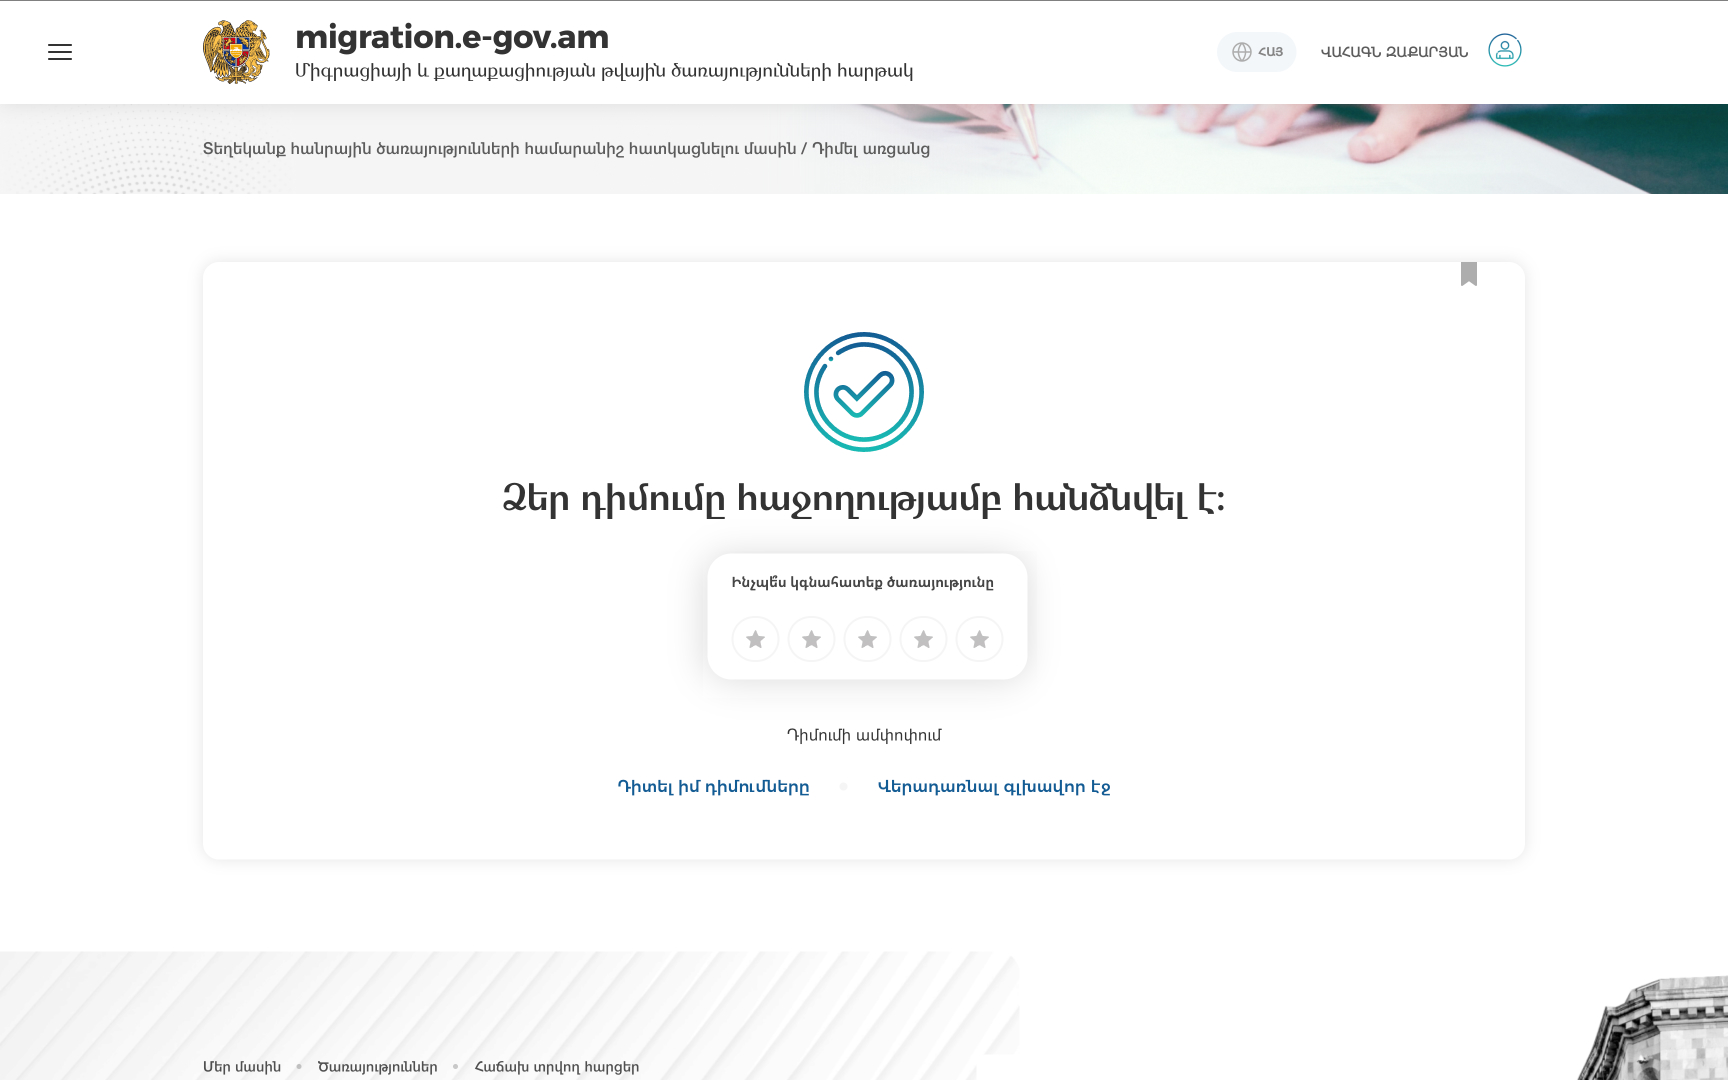 migration.e-gov.am
Միգրացիայի և քաղաքացիության թվային ծառայությունների հարթակ
ՀԱՅ
ՎԱՀԱԳՆ ԶԱՔԱՐՅԱՆ
Տեղեկանք հանրային ծառայությունների համարանիշ հատկացնելու մասին / Դիմել առցանց
Ձեր դիմումը հաջողությամբ հանձնվել է:
Ինչպե՞ս կգնահատեք ծառայությունը
Դիմումի ամփոփում
Դիտել իմ դիմումները
Վերադառնալ գլխավոր էջ
Մեր մասին
Ծառայություններ
Հաճախ տրվող հարցեր